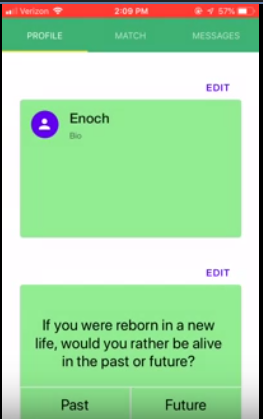 Verizon 2:09 PM 57%
PROFILE MATCH MESSAGES
EDIT
Enoch
Bio
EDIT
If you were reborn in a new
life, would you rather be alive
in the past or future?
Past Future